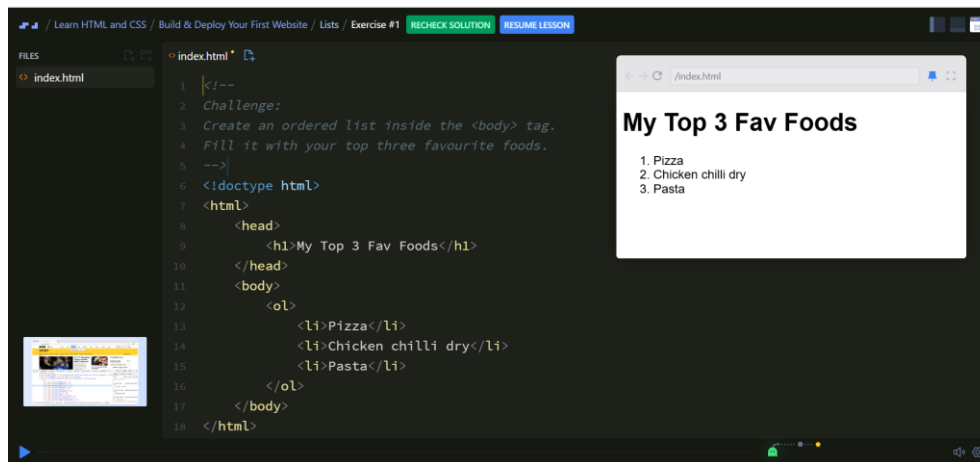 / Learn HTML and CSS / Build & Deploy Your First Website / Lists / Exercise #1 RECHECK SOLUTION RESUME LESSON
FILES
index.html
index.html
1 <!--
2 Challenge:
3 Create an ordered list inside the <body> tag.
4 Fill it with your top three favourite foods.
5 -->
6 <!doctype html>
7 <html>
8 <head>
9 <h1>My Top 3 Fav Foods</h1>
10 </head>
11 <body>
12 <ol>
13 <li>Pizza</li>
14 <li>Chicken chilli dry</li>
15 <li>Pasta</li>
16 </ol>
17 </body>
18 </html>
/index.html
My Top 3 Fav Foods
1. Pizza
2. Chicken chilli dry
3. Pasta